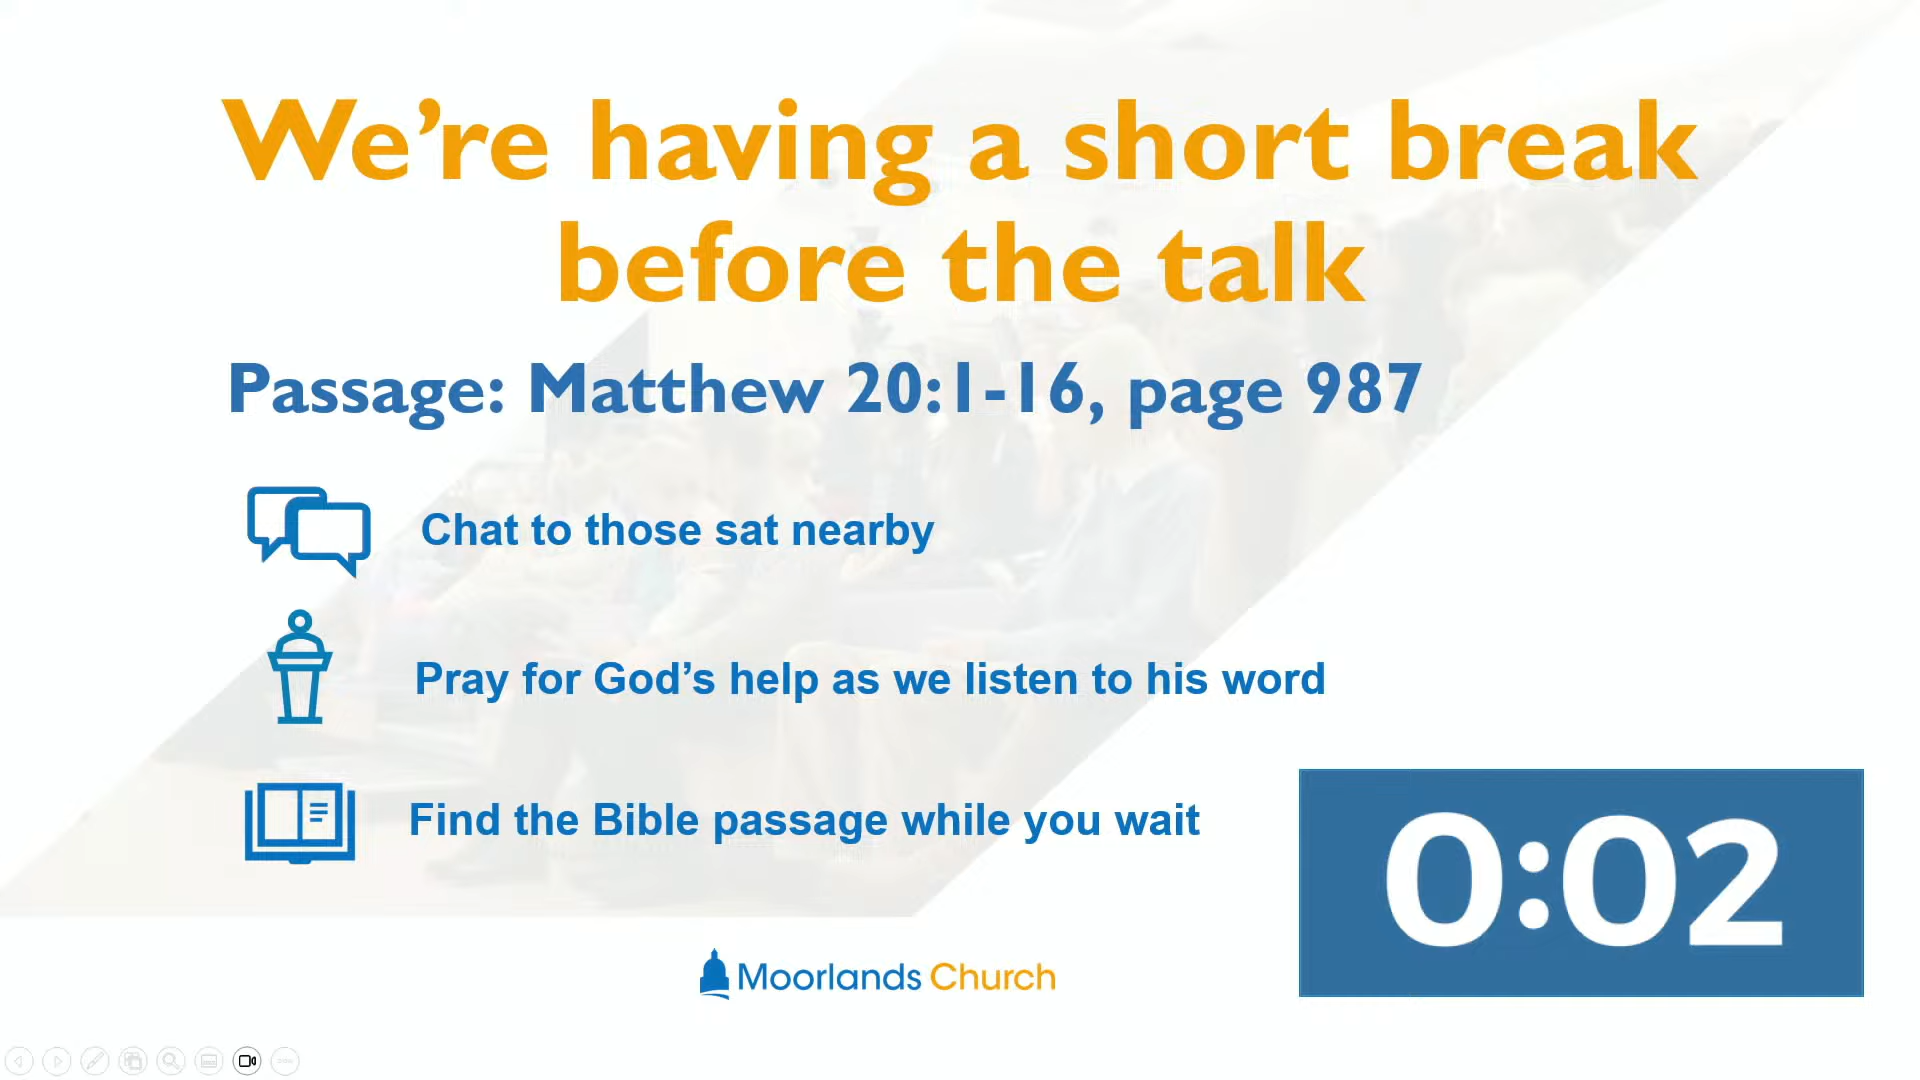 We’re having a short break
before the talk
Passage: Matthew 20:1-16, page 987
Chat to those sat nearby
Pray for God’s help as we listen to his word
Find the Bible passage while you wait
0:02
Moorlands Church